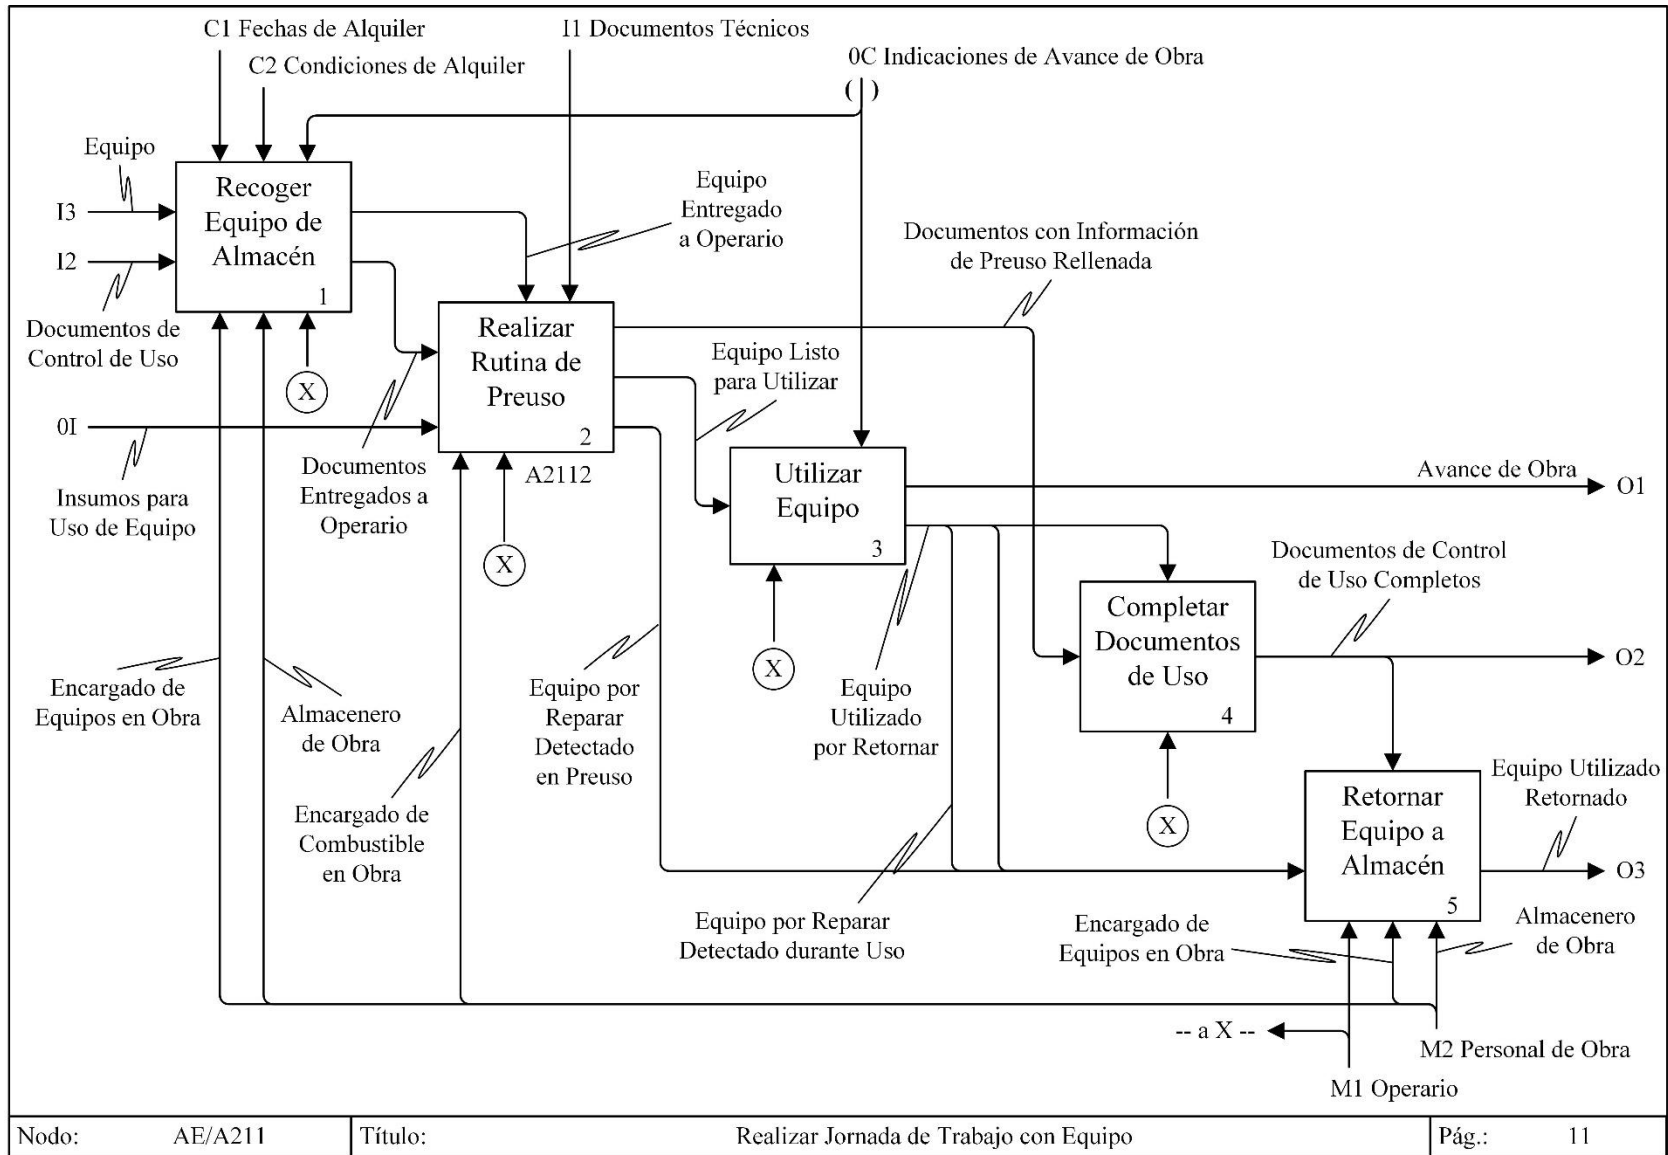 C1 Fechas de Alquiler
I1 Documentos Técnicos
0C Indicaciones de Avance de Obra
C2 Condiciones de Alquiler
( )
Equipo
I3
I2
Recoger
Equipo de
Almacén
1
Equipo
Entregado
a Operario
Documentos con Información
de Preuso Rellenada
Documentos de
Control de Uso
X
0I
Insumos para
Uso de Equipo
Realizar
Rutina de
Preuso
2
A2112
Equipo Listo
para Utilizar
Documentos
Entregados a
Operario
X
Utilizar
Equipo
3
Avance de Obra
O1
X
Documentos de Control
de Uso Completos
Completar
Documentos
de Uso
4
O2
X
Encargado de
Equipos en Obra
Almacenero
de Obra
Equipo por
Reparar
Detectado
en Preuso
Equipo
Utilizado
por Retornar
Encargado de
Combustible
en Obra
Equipo Utilizado
Retornado
Retornar
Equipo a
Almacén
5
O3
Equipo por Reparar
Detectado durante Uso
Encargado de
Equipos en Obra
Almacenero
de Obra
-- a X --
M2 Personal de Obra
M1 Operario
Nodo: AE/A211 Título: Realizar Jornada de Trabajo con Equipo Pág.: 11